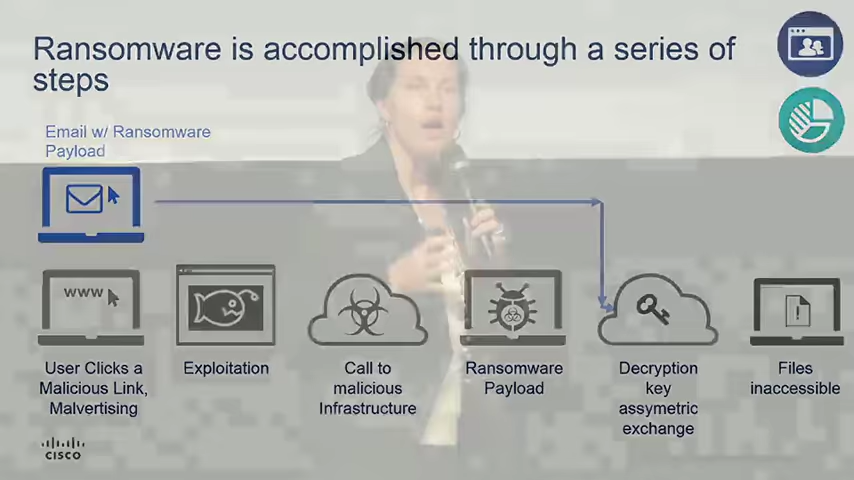 Ransomware is accomplished through a series of
steps
Email w/ Ransomware
Payload
www
User Clicks a
Malicious Link,
Malvertising
Exploitation
Call to
malicious
Infrastructure
Ransomware
Payload
!
Decryption
key
assymetric
exchange
Files
inaccessible
CISCO